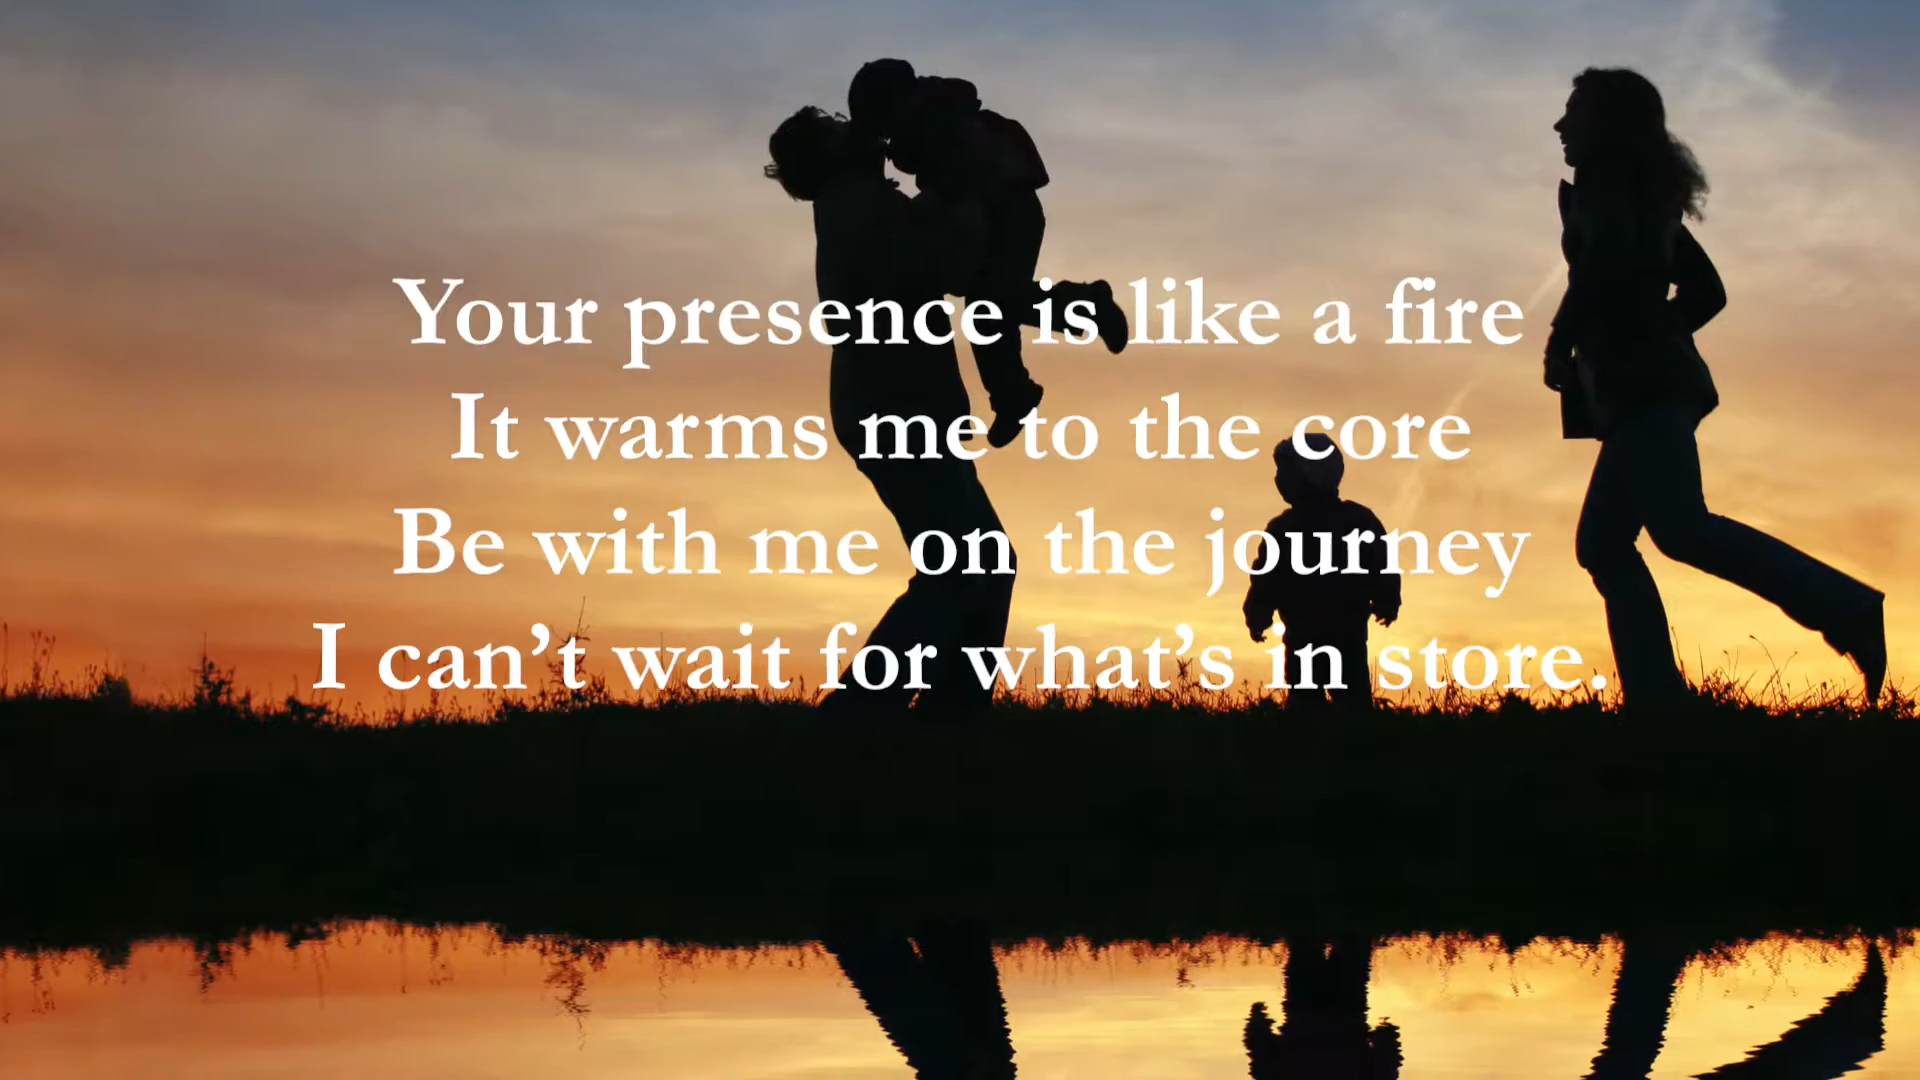 Your presence is like a fire
It warms me to the core
Be with me on the journey
I can’t wait for what’s in store.